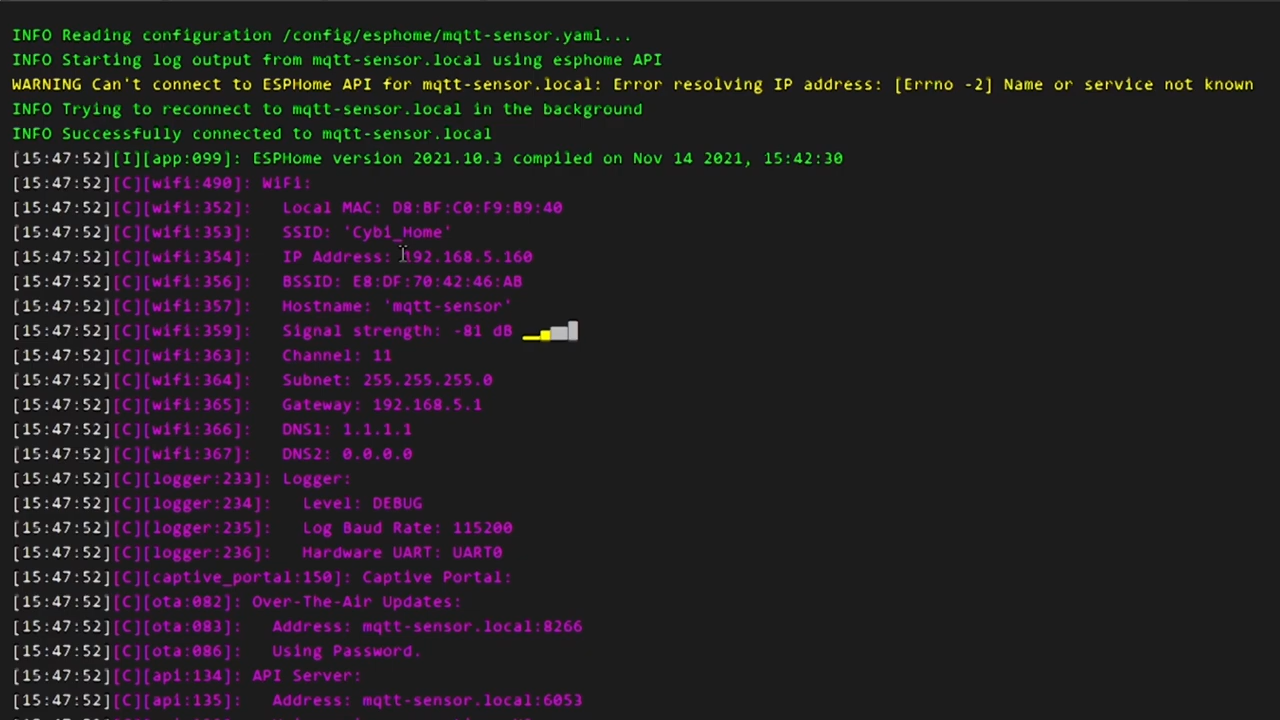 INFO Reading configuration /config/esphome/mqtt-sensor.yaml...
INFO Starting log output from mqtt-sensor.local using esphome API
WARNING Can't connect to ESPHome API for mqtt-sensor.local: Error resolving IP address: [Errno -2] Name or service not known
INFO Trying to reconnect to mqtt-sensor.local in the background
INFO Successfully connected to mqtt-sensor.local
[15:47:52][I][app:099]: ESPHome version 2021.10.3 compiled on Nov 14 2021, 15:42:30
[15:47:52][C][wifi:490]: WiFi:
[15:47:52][C][wifi:352]:   Local MAC: D8:BF:C0:F9:B9:40
[15:47:52][C][wifi:353]:   SSID: 'Cybi_Home'
[15:47:52][C][wifi:354]:   IP Address: 192.168.5.160
[15:47:52][C][wifi:356]:   BSSID: E8:DF:70:42:46:AB
[15:47:52][C][wifi:357]:   Hostname: 'mqtt-sensor'
[15:47:52][C][wifi:359]:   Signal strength: -81 dB
[15:47:52][C][wifi:363]:   Channel: 11
[15:47:52][C][wifi:364]:   Subnet: 255.255.255.0
[15:47:52][C][wifi:365]:   Gateway: 192.168.5.1
[15:47:52][C][wifi:366]:   DNS1: 1.1.1.1
[15:47:52][C][wifi:367]:   DNS2: 0.0.0.0
[15:47:52][C][logger:233]: Logger:
[15:47:52][C][logger:234]:   Level: DEBUG
[15:47:52][C][logger:235]:   Log Baud Rate: 115200
[15:47:52][C][logger:236]:   Hardware UART: UART0
[15:47:52][C][captive_portal:150]: Captive Portal:
[15:47:52][C][ota:082]: Over-The-Air Updates:
[15:47:52][C][ota:083]:   Address: mqtt-sensor.local:8266
[15:47:52][C][ota:086]:   Using Password.
[15:47:52][C][api:134]: API Server:
[15:47:52][C][api:135]:   Address: mqtt-sensor.local:6053